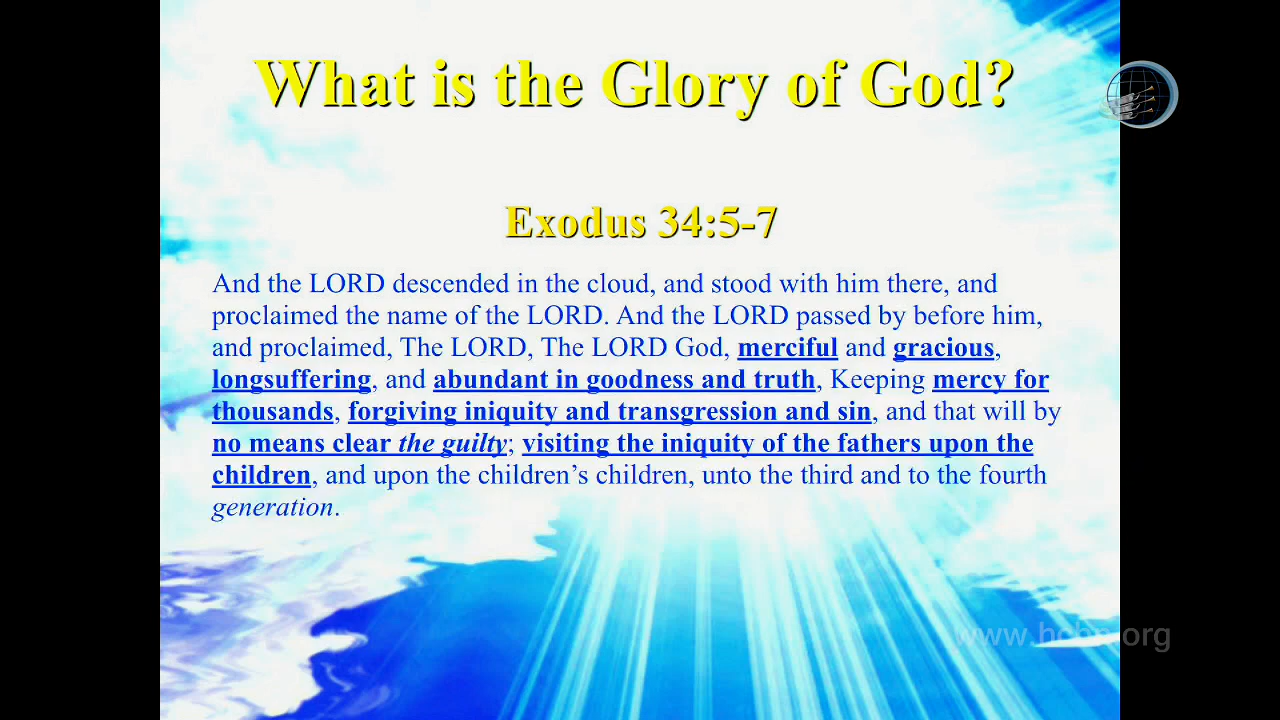 What is the Glory of God?
Exodus 34:5-7
And the LORD descended in the cloud, and stood with him there, and
proclaimed the name of the LORD. And the LORD passed by before him,
and proclaimed, The LORD, The LORD God, merciful and gracious,
longsuffering, and abundant in goodness and truth, Keeping mercy for
thousands, forgiving iniquity and transgression and sin, and that will by
no means clear the guilty; visiting the iniquity of the fathers upon the
children, and upon the children’s children, unto the third and to the fourth
generation.